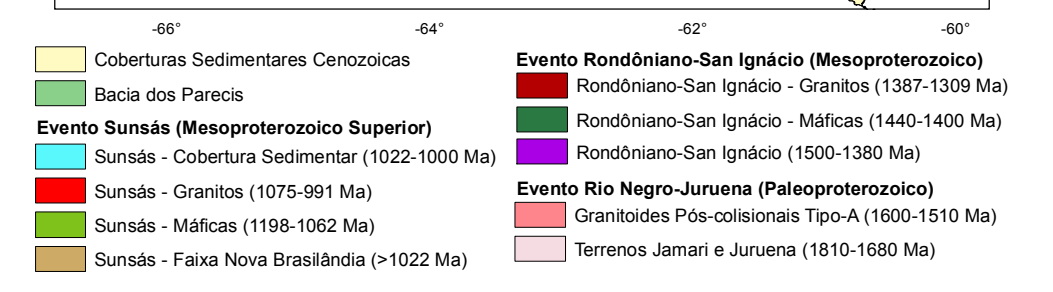 -66° -64° -62° -60°
Coberturas Sedimentares Cenozoicas
Bacia dos Parecis
Evento Sunsás (Mesoproterozoico Superior)
Sunsás - Cobertura Sedimentar (1022-1000 Ma)
Sunsás - Granitos (1075-991 Ma)
Sunsás - Máficas (1198-1062 Ma)
Sunsás - Faixa Nova Brasilândia (>1022 Ma)
Evento Rondôniano-San Ignácio (Mesoproterozoico)
Rondôniano-San Ignácio - Granitos (1387-1309 Ma)
Rondôniano-San Ignácio - Máficas (1440-1400 Ma)
Rondôniano-San Ignácio (1500-1380 Ma)
Evento Rio Negro-Juruena (Paleoproterozoico)
Granitoides Pós-colisionais Tipo-A (1600-1510 Ma)
Terrenos Jamari e Juruena (1810-1680 Ma)